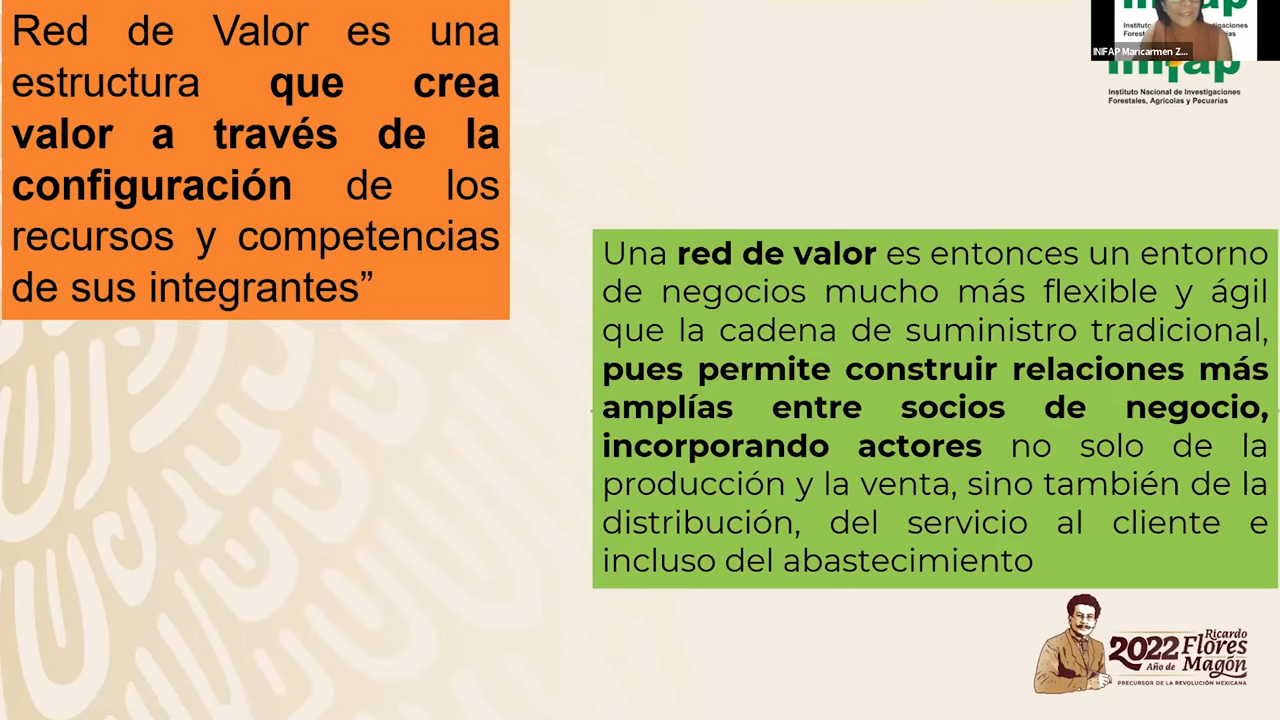 Red de Valor es una
estructura que crea
valor a través de la
configuración de los
recursos y competencias
de sus integrantes”
INIFAP Maricarmen Z...
inifap
Instituto Nacional de Investigaciones
Forestales, Agrícolas y Pecuarias
Una red de valor es entonces un entorno
de negocios mucho más flexible y ágil
que la cadena de suministro tradicional,
pues permite construir relaciones más
amplías entre socios de negocio,
incorporando actores no solo de la
producción y la venta, sino también de la
distribución, del servicio al cliente e
incluso del abastecimiento
2022 Ricardo
Año de Flores
Magón
PRECURSOR DE LA REVOLUCIÓN MEXICANA